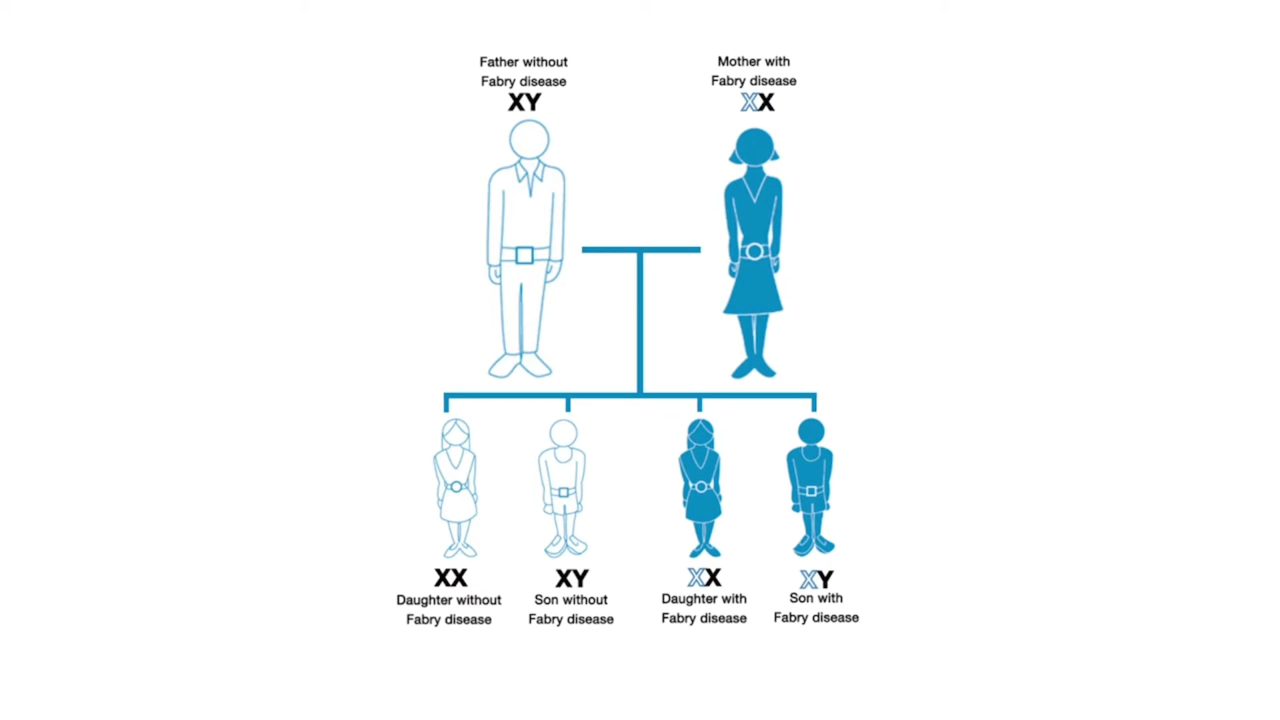 Father without
Fabry disease
XY
Mother with
Fabry disease
XX
XX
Daughter without
Fabry disease
XY
Son without
Fabry disease
XX
Daughter with
Fabry disease
XY
Son with
Fabry disease